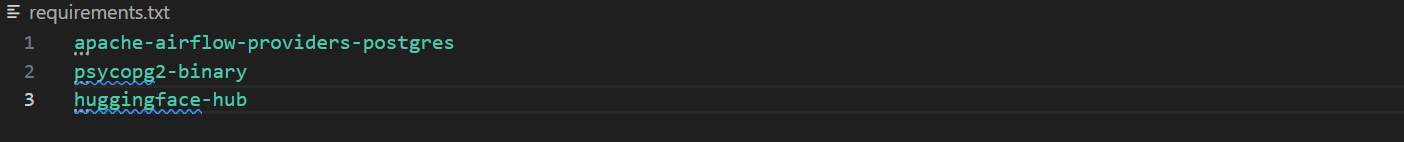 requirements.txt
1 apache-airflow-providers-postgres
2 psycopg2-binary
3 huggingface-hub